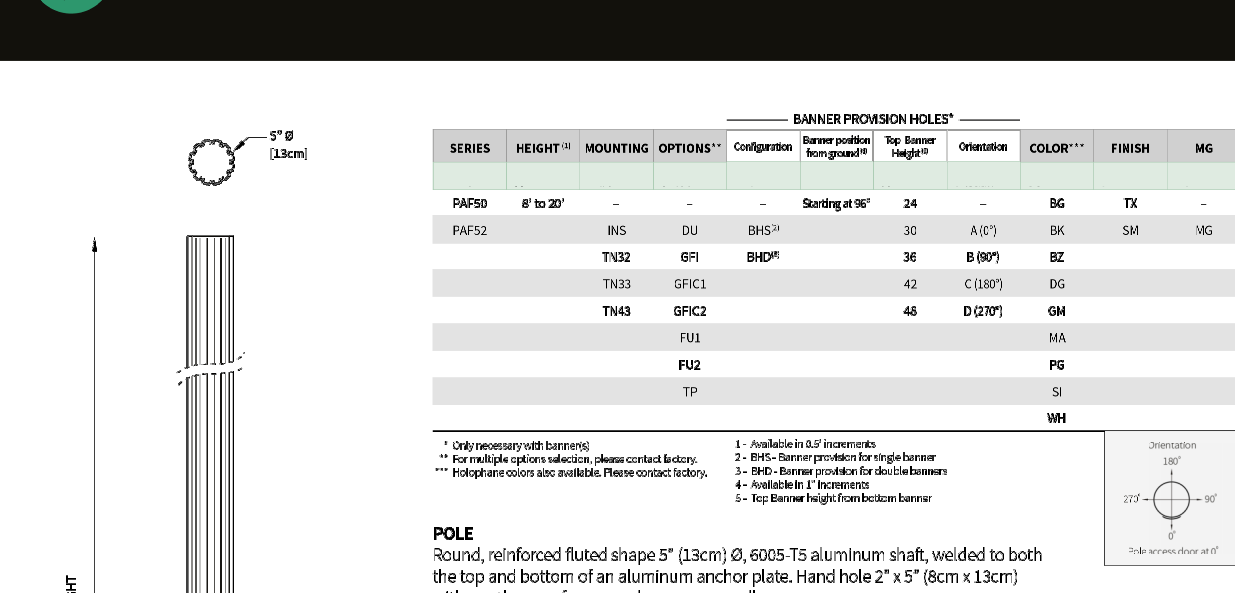 5” Ø
[13cm]
BANNER PROVISION HOLES*
SERIES HEIGHT (1) MOUNTING OPTIONS** Configuration Banner position from ground(4) Top Banner Height(5) Orientation COLOR*** FINISH MG
PAF50 8’ to 20’ – – – Starting at 96” 24 – BG TX –
PAF52 INS DU BHS(2) 30 A (0°) BK SM MG
TN32 GFI BHD(3) 36 B (90°) BZ
TN33 GFIC1 42 C (180°) DG
TN43 GFIC2 48 D (270°) GM
FU1 MA
FU2 PG
TP SI
WH
* Only necessary with banner(s)
** For multiple options selection, please contact factory.
*** Holophane colors also available. Please contact factory.
1 - Available in 0.5’ increments
2 - BHS - Banner provision for single banner
3 - BHD - Banner provision for double banners
4 - Available in 1” increments
5 - Top Banner height from bottom banner
Orientation
180°
270° 90°
0°
Pole access door at 0°
POLE
Round, reinforced fluted shape 5” (13cm) Ø, 6005-T5 aluminum shaft, welded to both
the top and bottom of an aluminum anchor plate. Hand hole 2” x 5” (8cm x 13cm)